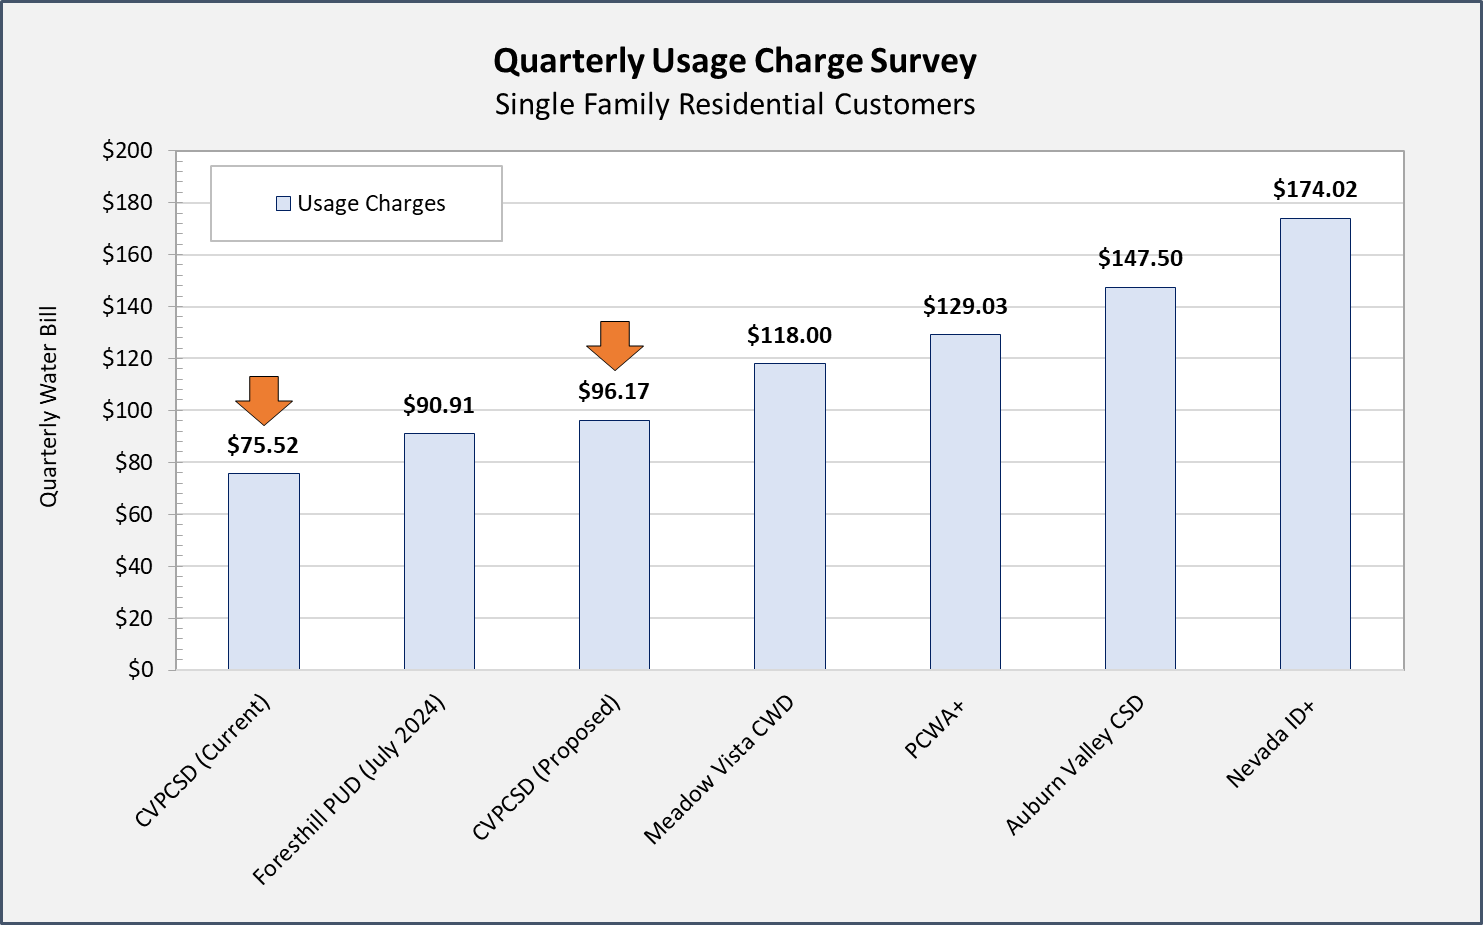 Quarterly Usage Charge Survey
Single Family Residential Customers
Usage Charges
Quarterly Water Bill
$200
$180
$160
$140
$120
$100
$80
$60
$40
$20
$0
$75.52
$90.91
$96.17
$118.00
$129.03
$147.50
$174.02
CVPCSD (Current)
Foresthill PUD (July 2024)
CVPCSD (Proposed)
Meadow Vista CWD
PCWA+
Auburn Valley CSD
Nevada ID+